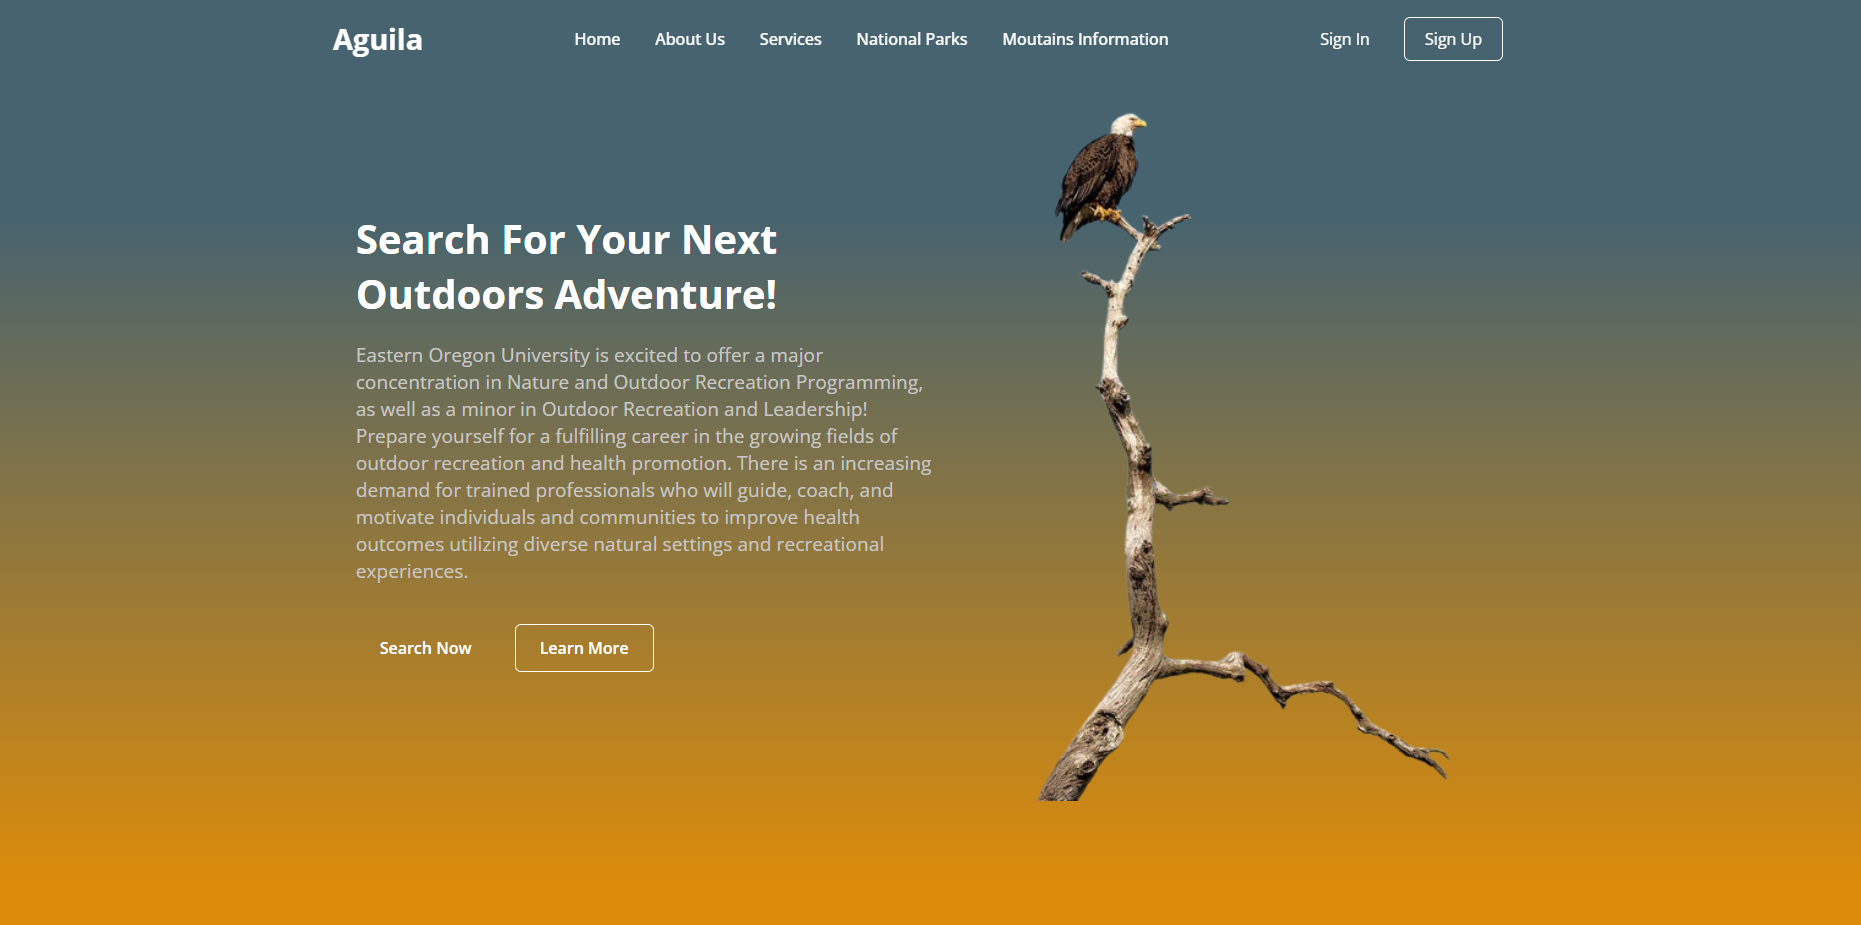 Aguila
Home
About Us
Services
National Parks
Moutains Information
Sign In
Sign Up
Search For Your Next
Outdoors Adventure!
Eastern Oregon University is excited to offer a major
concentration in Nature and Outdoor Recreation Programming,
as well as a minor in Outdoor Recreation and Leadership!
Prepare yourself for a fulfilling career in the growing fields of
outdoor recreation and health promotion. There is an increasing
demand for trained professionals who will guide, coach, and
motivate individuals and communities to improve health
outcomes utilizing diverse natural settings and recreational
experiences.
Search Now
Learn More